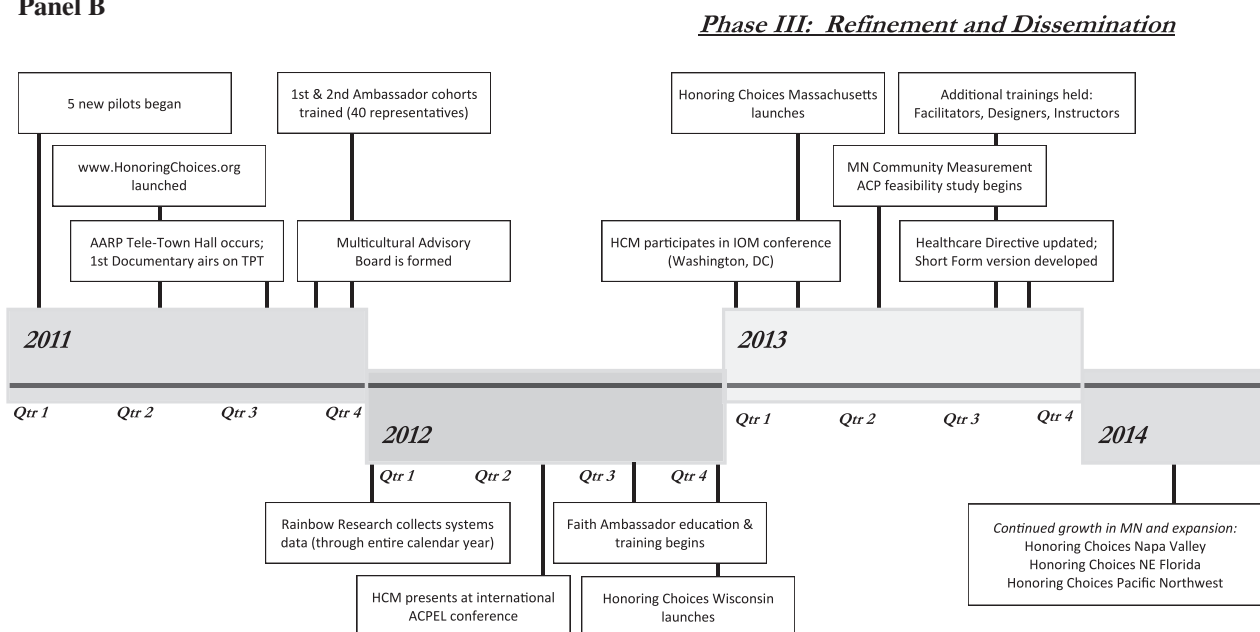 Panel B
Phase III: Refinement and Dissemination
5 new pilots began
1st & 2nd Ambassador cohorts
trained (40 representatives)
Honoring Choices Massachusetts
launches
Additional trainings held:
Facilitators, Designers, Instructors
www.HonoringChoices.org
launched
MN Community Measurement
ACP feasibility study begins
AARP Tele-Town Hall occurs;
1st Documentary airs on TPT
Multicultural Advisory
Board is formed
HCM participates in IOM conference
(Washington, DC)
Healthcare Directive updated;
Short Form version developed
2011
2013
Qtr 1
Qtr 2
Qtr 3
Qtr 4
Qtr 1
Qtr 2
Qtr 3
Qtr 4
2012
2014
Qtr 1
Qtr 2
Qtr 3
Qtr 4
Rainbow Research collects systems
data (through entire calendar year)
Faith Ambassador education &
training begins
Continued growth in MN and expansion:
Honoring Choices Napa Valley
Honoring Choices NE Florida
Honoring Choices Pacific Northwest
HCM presents at international
ACPEL conference
Honoring Choices Wisconsin
launches